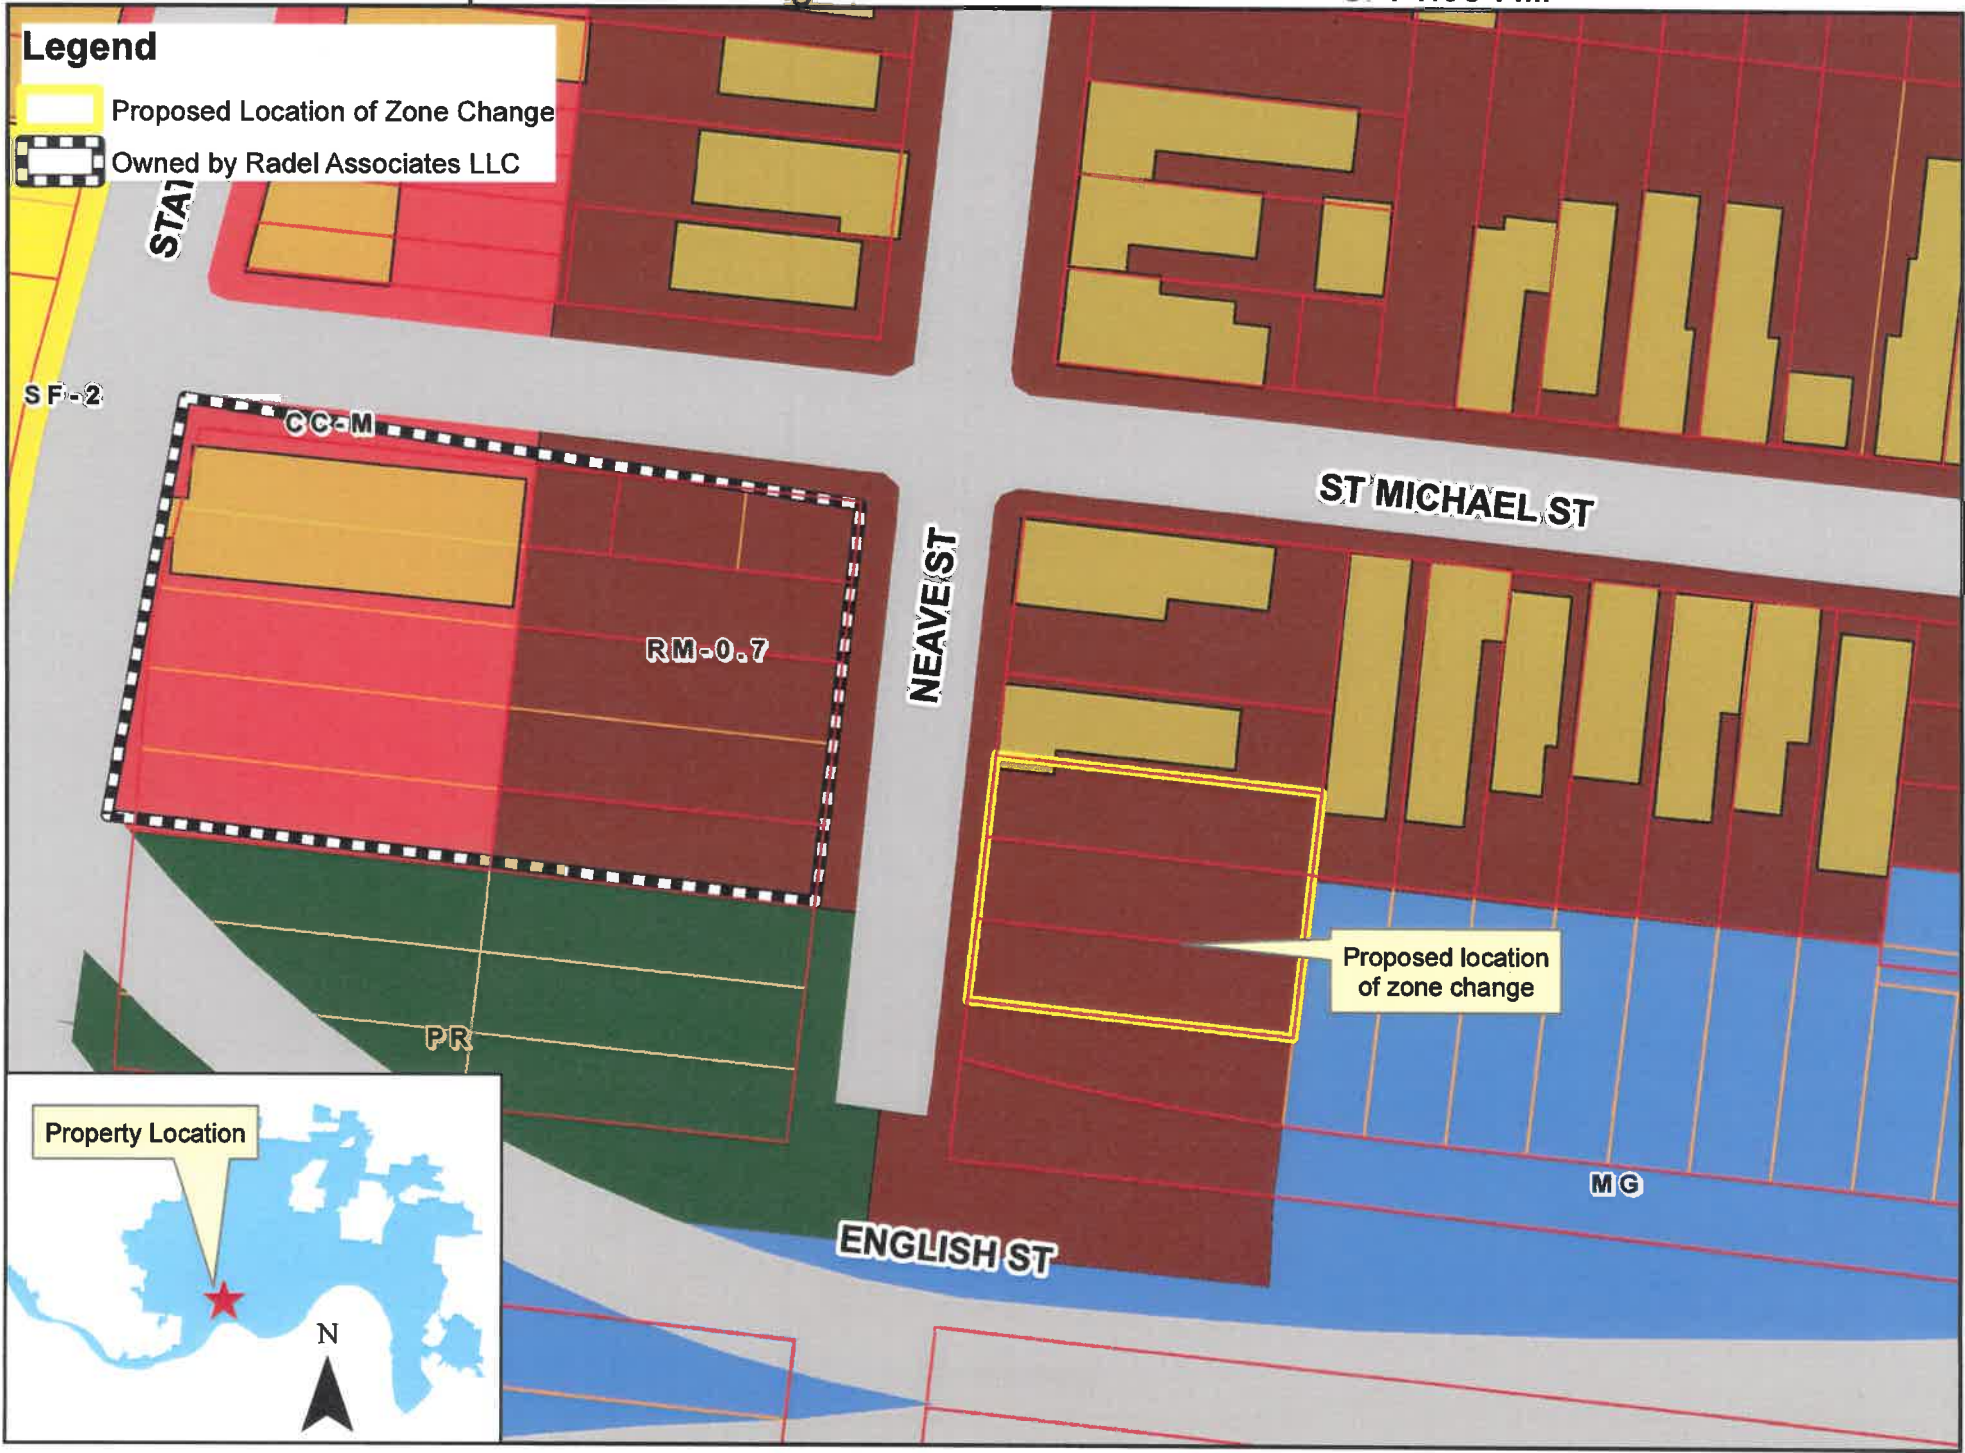 Legend
Proposed Location of Zone Change
Owned by Radel Associates LLC
STAT
SF-2
CC-M
ST MICHAEL ST
NEAVE ST
RM-0.7
Proposed location
of zone change
PR
Property Location
MG
ENGLISH ST
N